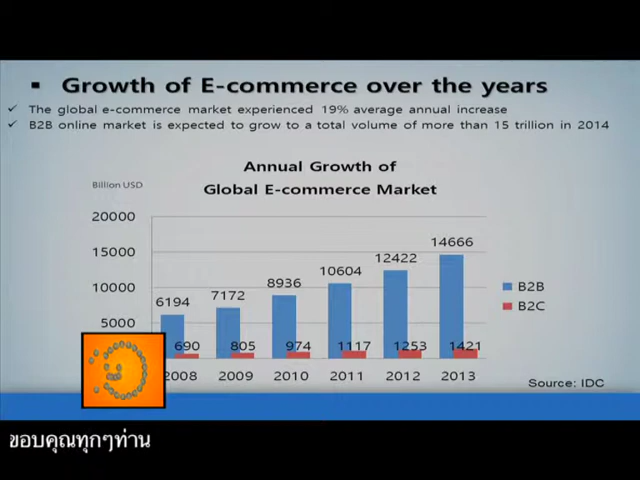 Growth of E-commerce over the years
The global e-commerce market experienced 19% average annual increase
B2B online market is expected to grow to a total volume of more than 15 trillion in 2014
Annual Growth of
Global E-commerce Market
Billion USD
20000
15000
10000
5000
6194
7172
8936
10604
12422
14666
690
805
974
1117
1253
1421
B2B
B2C
2008
2009
2010
2011
2012
2013
Source: IDC
ขอบคุณทุกๆท่าน